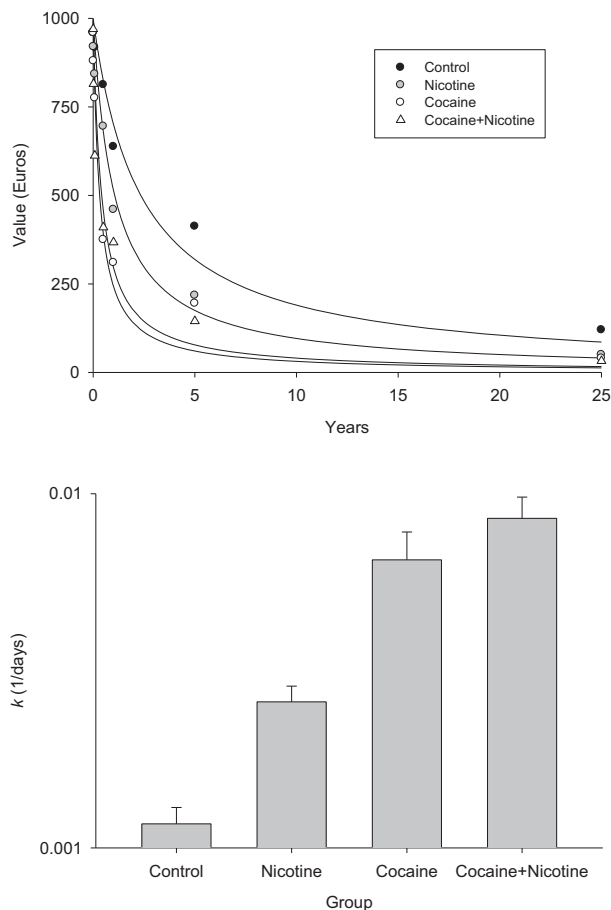 1000
750
500
250
0
Value (Euros)
Control
Nicotine
Cocaine
Cocaine+Nicotine
0 5 10 15 20 25
Years
0.01
0.001
k (1/days)
Control Nicotine Cocaine Cocaine+Nicotine
Group